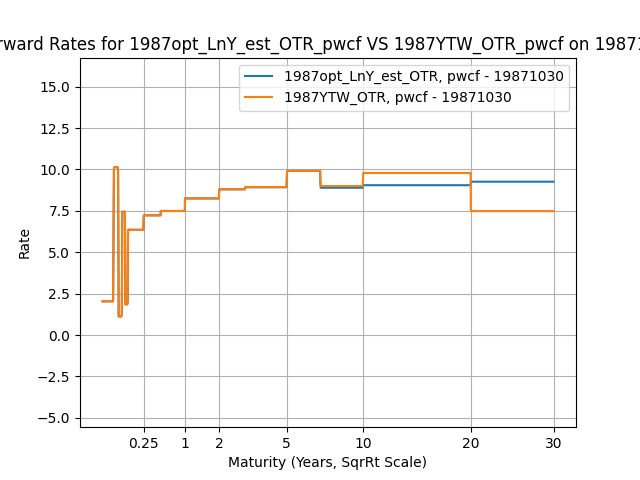 rward Rates for 1987opt_LnY_est_OTR_pwcf VS 1987YTW_OTR_pwcf on 19871
1987opt_LnY_est_OTR, pwcf - 19871030
1987YTW_OTR, pwcf - 19871030
15.0
12.5
10.0
7.5
5.0
2.5
0.0
−2.5
−5.0
Rate
0.25 1 2 5 10 20 30
Maturity (Years, SqrRt Scale)